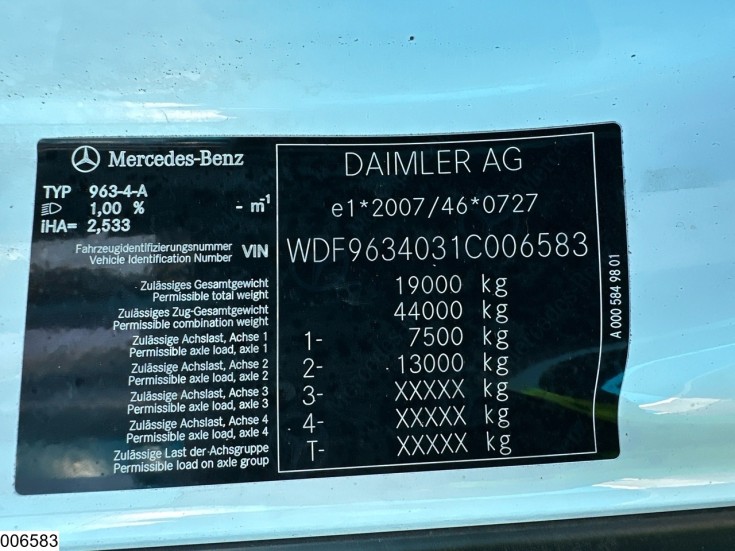 Mercedes-Benz
DAIMLER AG
TYP 963-4-A
1,00 % - m-1
iHA= 2,533
e1*2007/46*0727
Fahrzeugidentifizierungsnummer
Vehicle Identification Number
VIN WDF9634031C006583
Zulässiges Gesamtgewicht
Permissible total weight
19000 kg
Zulässiges Zug-Gesamtgewicht
Permissible combination weight
44000 kg
Zulässige Achslast, Achse 1
Permissible axle load, axle 1
1- 7500 kg
Zulässige Achslast, Achse 2
Permissible axle load, axle 2
2- 13000 kg
Zulässige Achslast, Achse 3
Permissible axle load, axle 3
3- XXXXX kg
Zulässige Achslast, Achse 4
Permissible axle load, axle 4
4- XXXXX kg
Zulässige Last der Achsgruppe
Permissible load on axle group
T- XXXXX kg
A 000 584 98 01
006583